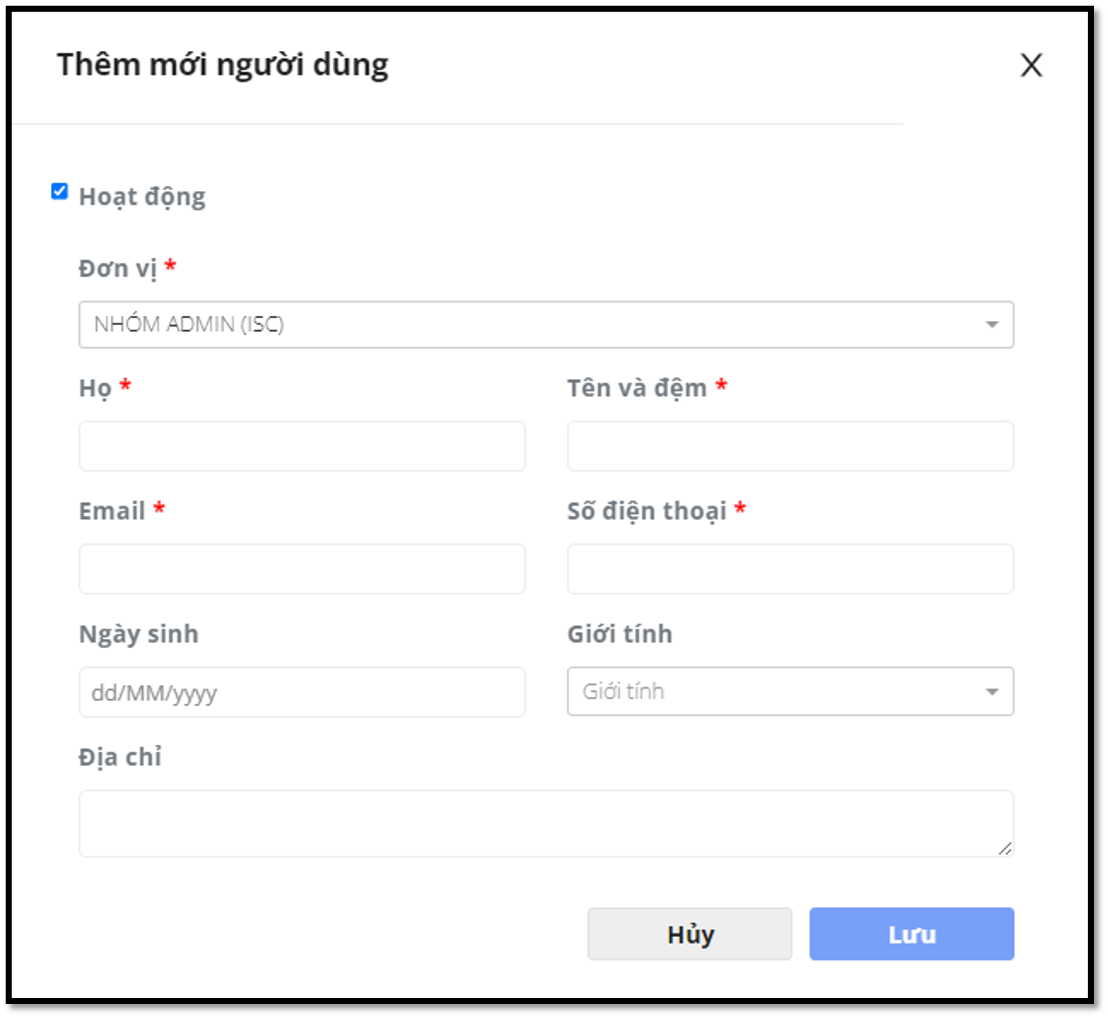 Thêm mới người dùng
Hoạt động
Đơn vị *
NHÓM ADMIN (ISC)
Họ *
Tên và đệm *
Email *
Số điện thoại *
Ngày sinh
Giới tính
dd/MM/yyyy
Giới tính
Địa chỉ
Hủy
Lưu